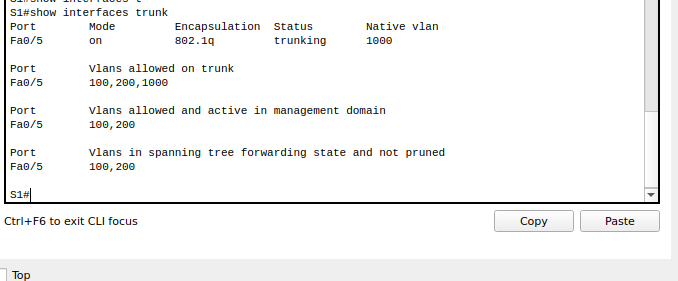 S1#show interfaces t
S1#show interfaces trunk
Port        Mode         Encapsulation  Status        Native vlan
Fa0/5       on           802.1q         trunking      1000
Port        Vlans allowed on trunk
Fa0/5       100,200,1000
Port        Vlans allowed and active in management domain
Fa0/5       100,200
Port        Vlans in spanning tree forwarding state and not pruned
Fa0/5       100,200
S1#
Ctrl+F6 to exit CLI focus
Copy
Paste
Top